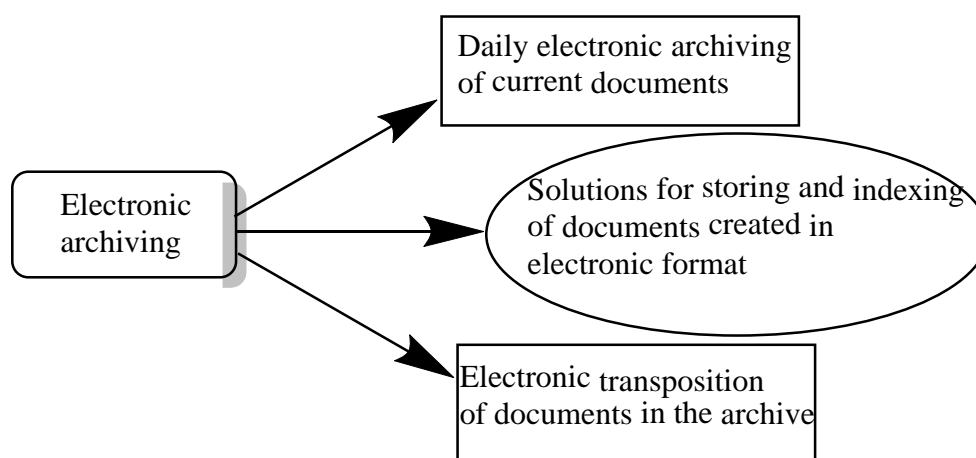 Daily electronic archiving
of current documents
Electronic
archiving
Solutions for storing and indexing
of documents created in
electronic format
Electronic transposition
of documents in the archive